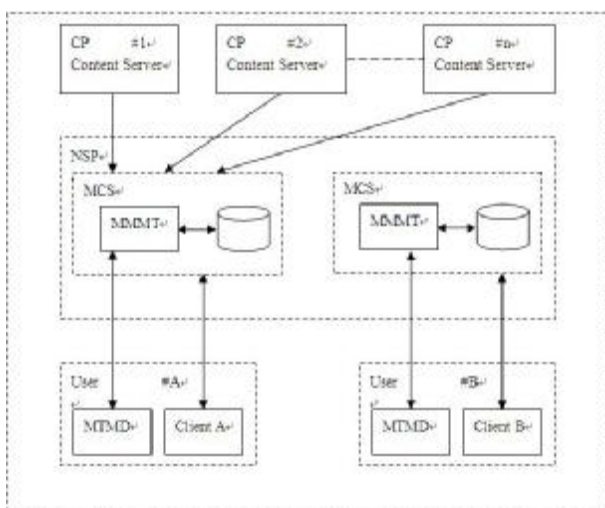 CP #1↵
Content Server↵
CP #2↵
Content Server↵
CP #n↵
Content Server↵
NSP↵
MCS↵
MMMT↵
MCS↵
MMMT↵
User #A↵
↵
MTMD↵
Client A↵
User #B↵
↵
MTMD↵
Client B↵